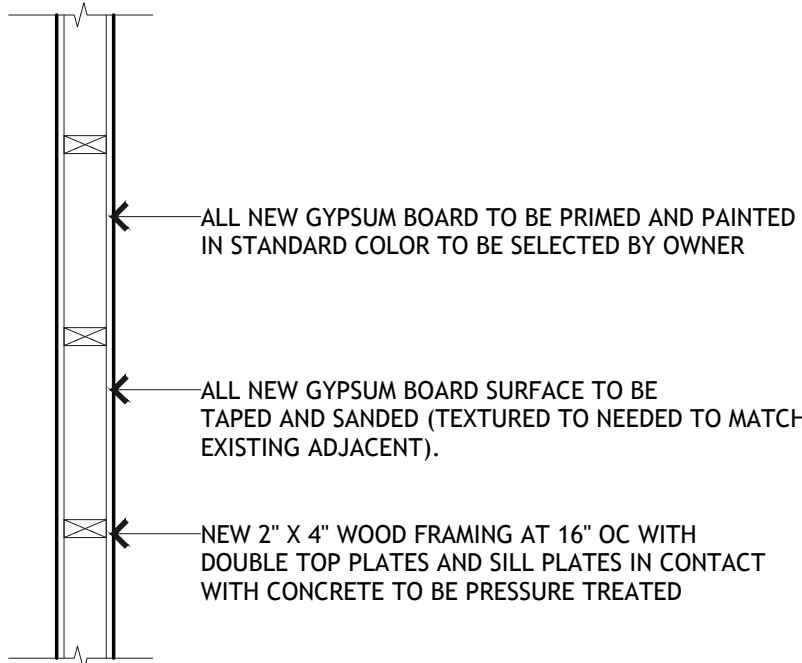 ALL NEW GYPSUM BOARD TO BE PRIMED AND PAINTED
IN STANDARD COLOR TO BE SELECTED BY OWNER
ALL NEW GYPSUM BOARD SURFACE TO BE
TAPED AND SANDED (TEXTURED TO NEEDED TO MATCH
EXISTING ADJACENT).
NEW 2" X 4" WOOD FRAMING AT 16" OC WITH
DOUBLE TOP PLATES AND SILL PLATES IN CONTACT
WITH CONCRETE TO BE PRESSURE TREATED